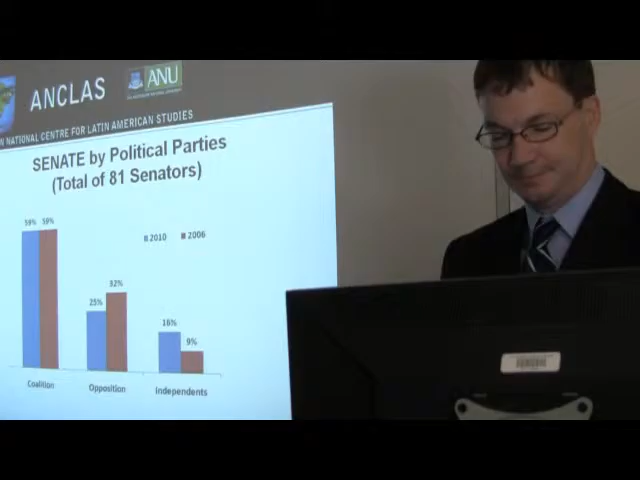 ANCLAS
ANU
NATIONAL CENTRE FOR LATIN AMERICAN STUDIES
SENATE by Political Parties
(Total of 81 Senators)
2010 2006
59% 59%
25% 32%
16% 9%
Coalition Opposition Independents